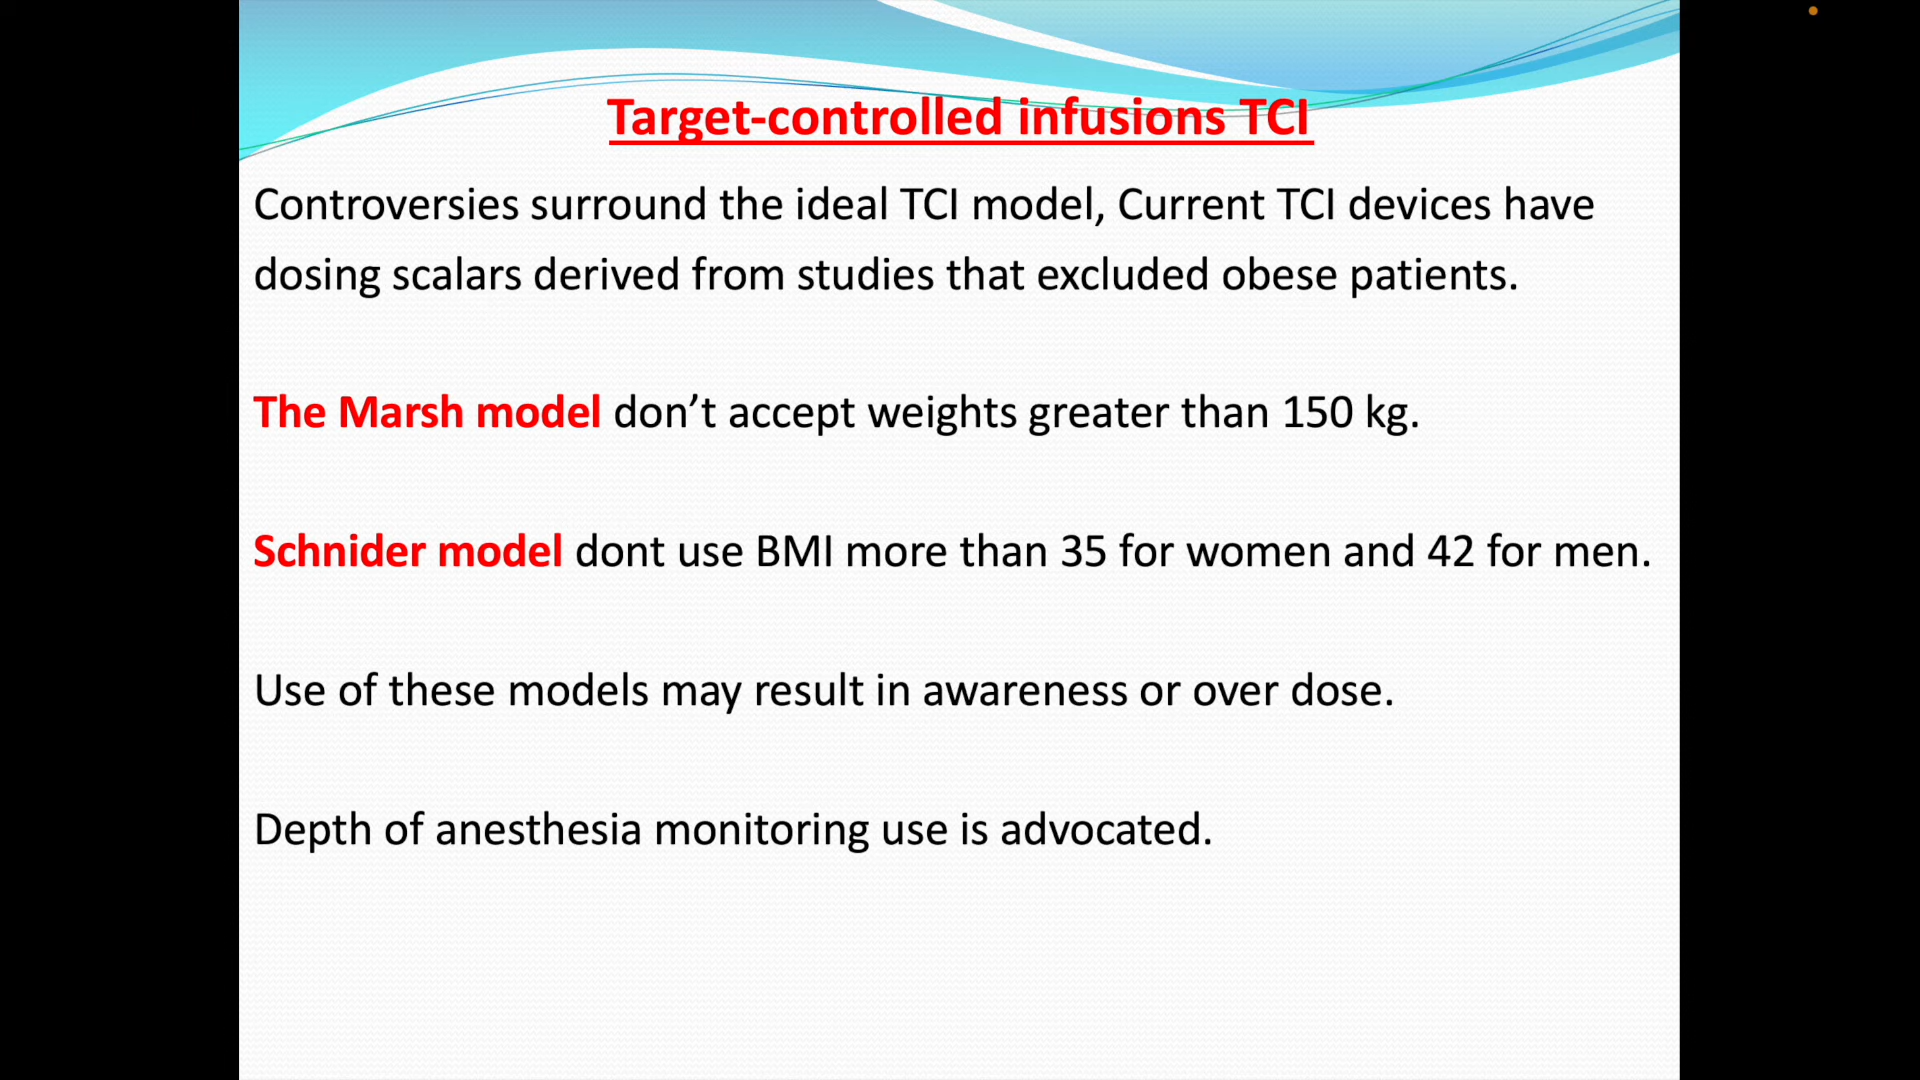 Target-controlled infusions TCI
Controversies surround the ideal TCI model, Current TCI devices have
dosing scalars derived from studies that excluded obese patients.
The Marsh model don’t accept weights greater than 150 kg.
Schnider model dont use BMI more than 35 for women and 42 for men.
Use of these models may result in awareness or over dose.
Depth of anesthesia monitoring use is advocated.